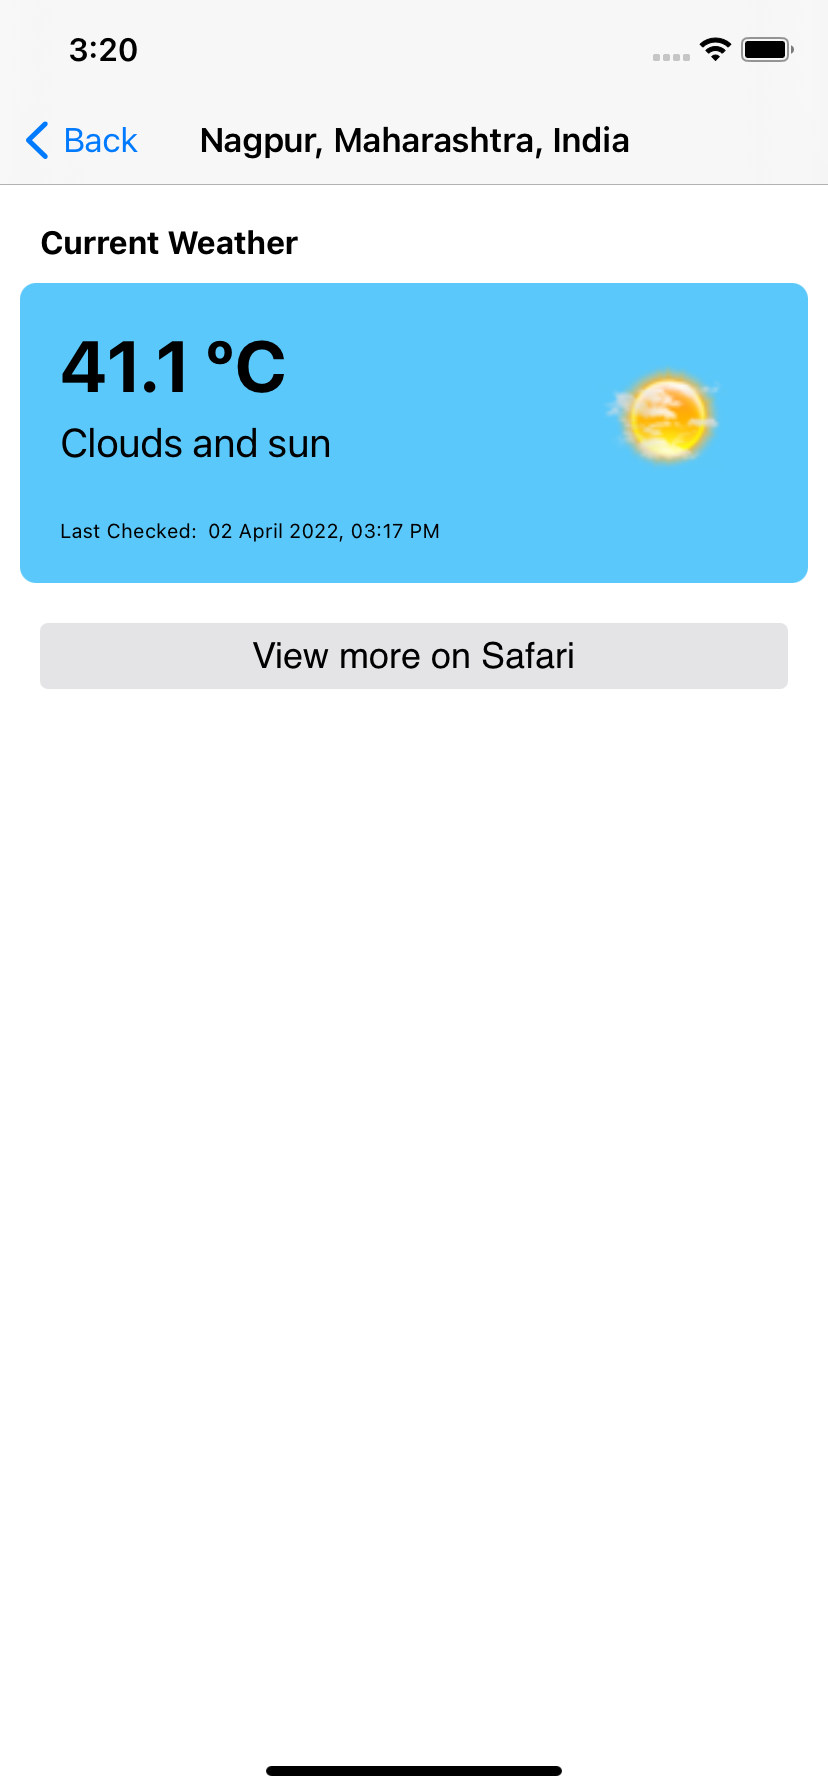 3:20
Back Nagpur, Maharashtra, India
Current Weather
41.1 °C
Clouds and sun
Last Checked: 02 April 2022, 03:17 PM
View more on Safari